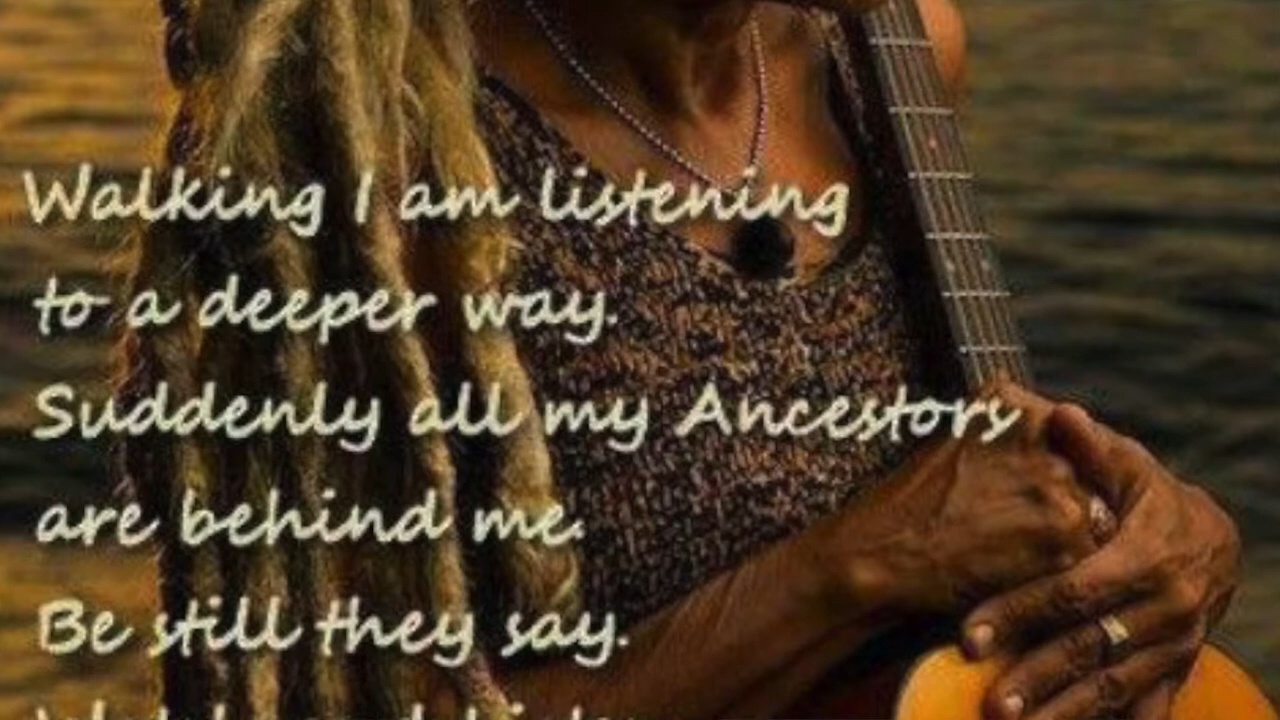 Walking I am listening
to a deeper way.
Suddenly all my Ancestors
are behind me.
Be still they say.